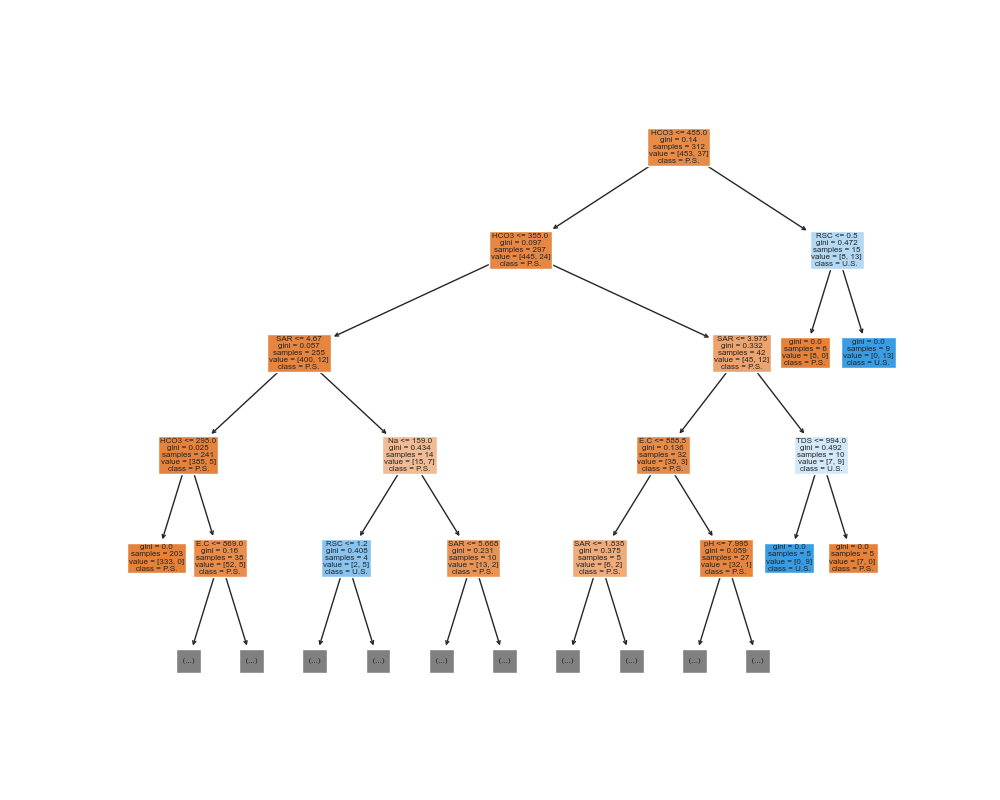 HCO3 <= 455.0
gini = 0.14
samples = 312
value = [453, 37]
class = P.S.
HCO3 <= 355.0
gini = 0.097
samples = 297
value = [445, 24]
class = P.S.
RSC <= 0.5
gini = 0.472
samples = 15
value = [8, 13]
class = U.S.
SAR <= 4.67
gini = 0.057
samples = 255
value = [400, 12]
class = P.S.
SAR <= 3.975
gini = 0.332
samples = 42
value = [45, 12]
class = P.S.
gini = 0.0
samples = 6
value = [8, 0]
class = P.S.
gini = 0.0
samples = 9
value = [0, 13]
class = U.S.
HCO3 <= 295.0
gini = 0.025
samples = 241
value = [385, 5]
class = P.S.
Na <= 159.0
gini = 0.434
samples = 14
value = [15, 7]
class = P.S.
E.C <=
gini = 0.136
samples = 32
value = [38, 3]
class = P.S.
TDS <= 994.0
gini = 0.492
samples = 10
value = [7, 9]
class = U.S.
gini = 0.0
samples = 203
value = [333, 0]
class = P.S.
E.C <= 869.0
gini = 0.16
samples = 38
value = [52, 5]
class = P.S.
RSC <= 1.2
gini = 0.408
samples = 4
value = [2, 5]
class = U.S.
SAR <=
gini = 0.231
samples = 10
value = [13, 2]
class = P.S.
SAR <= 1.835
gini = 0.375
samples = 5
value = [6, 2]
class = P.S.
pH <= 7.995
gini = 0.059
samples = 27
value = [32, 1]
class = P.S.
gini = 0.0
samples = 5
value = [0, 9]
class = U.S.
gini = 0.0
samples = 5
value = [7, 0]
class = P.S.
(...)
(...)
(...)
(...)
(...)
(...)
(...)
(...)
(...)
(...)